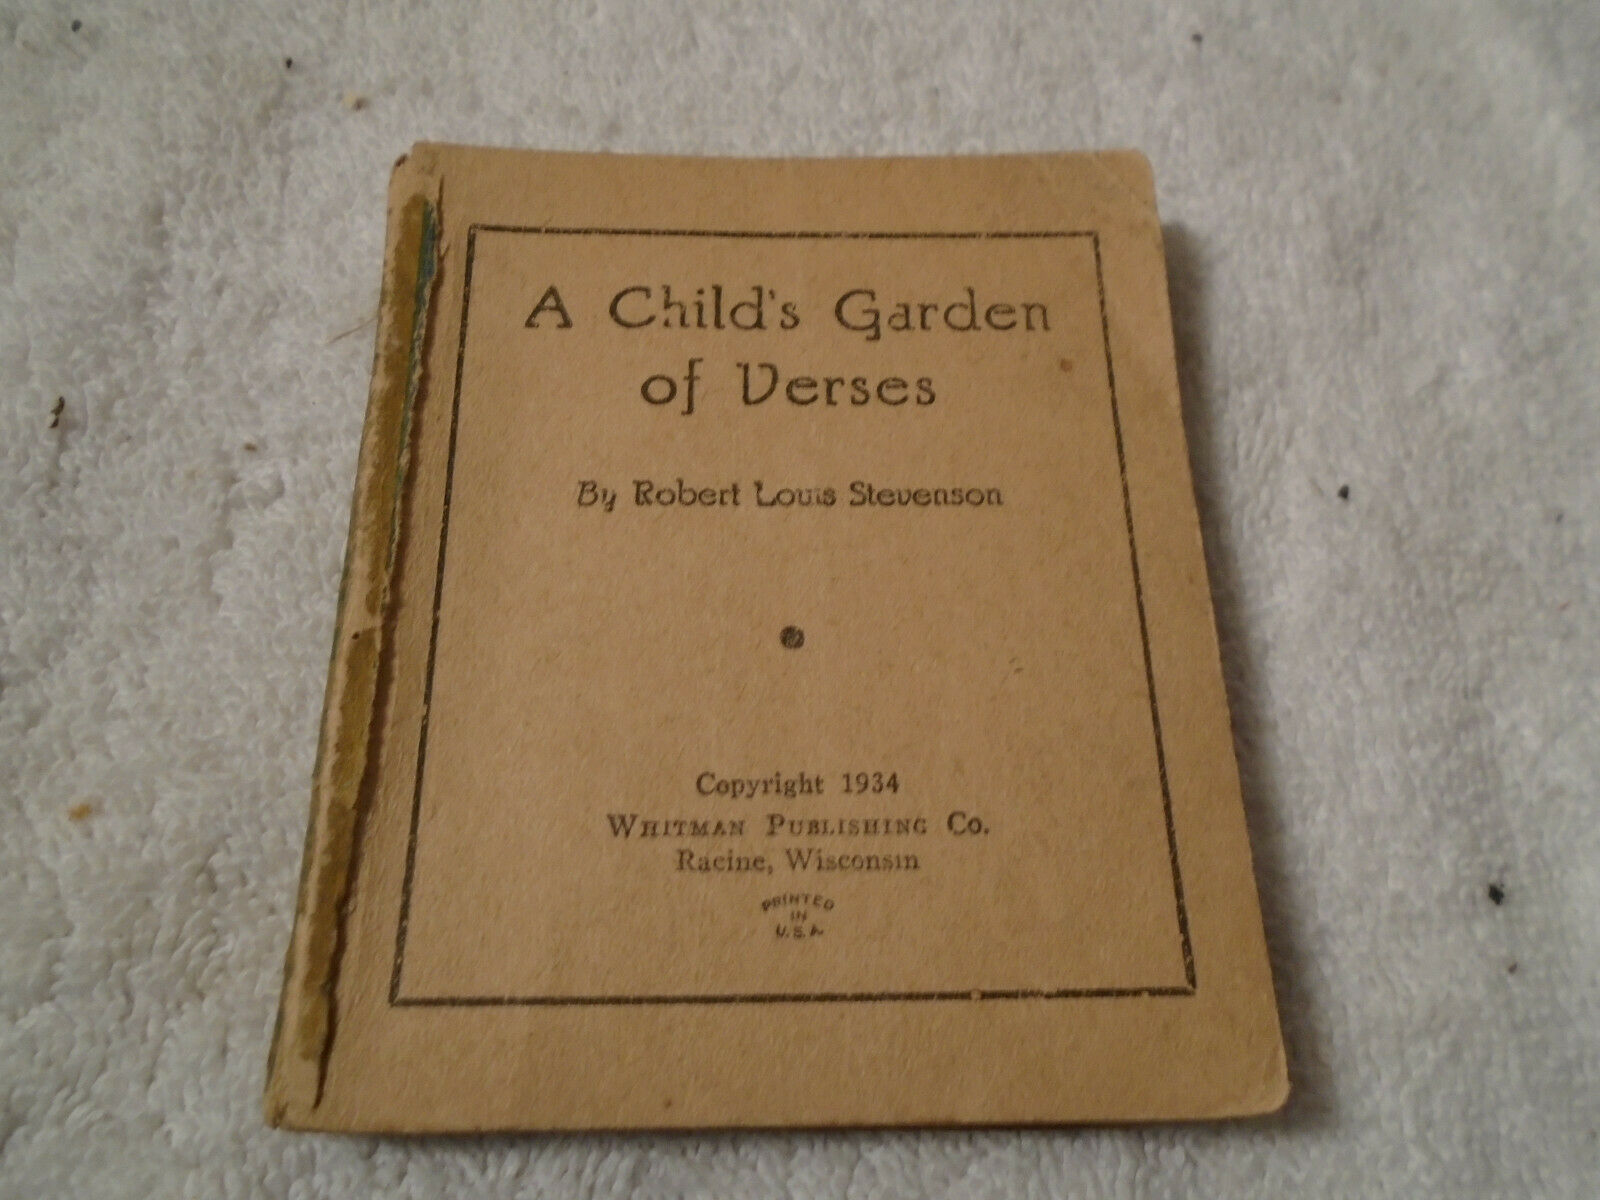 A Child's Garden
of Verses
By Robert Louis Stevenson
Copyright 1934
WHITMAN PUBLISHING CO.
Racine, Wisconsin
PRINTED
IN
U.S.A.